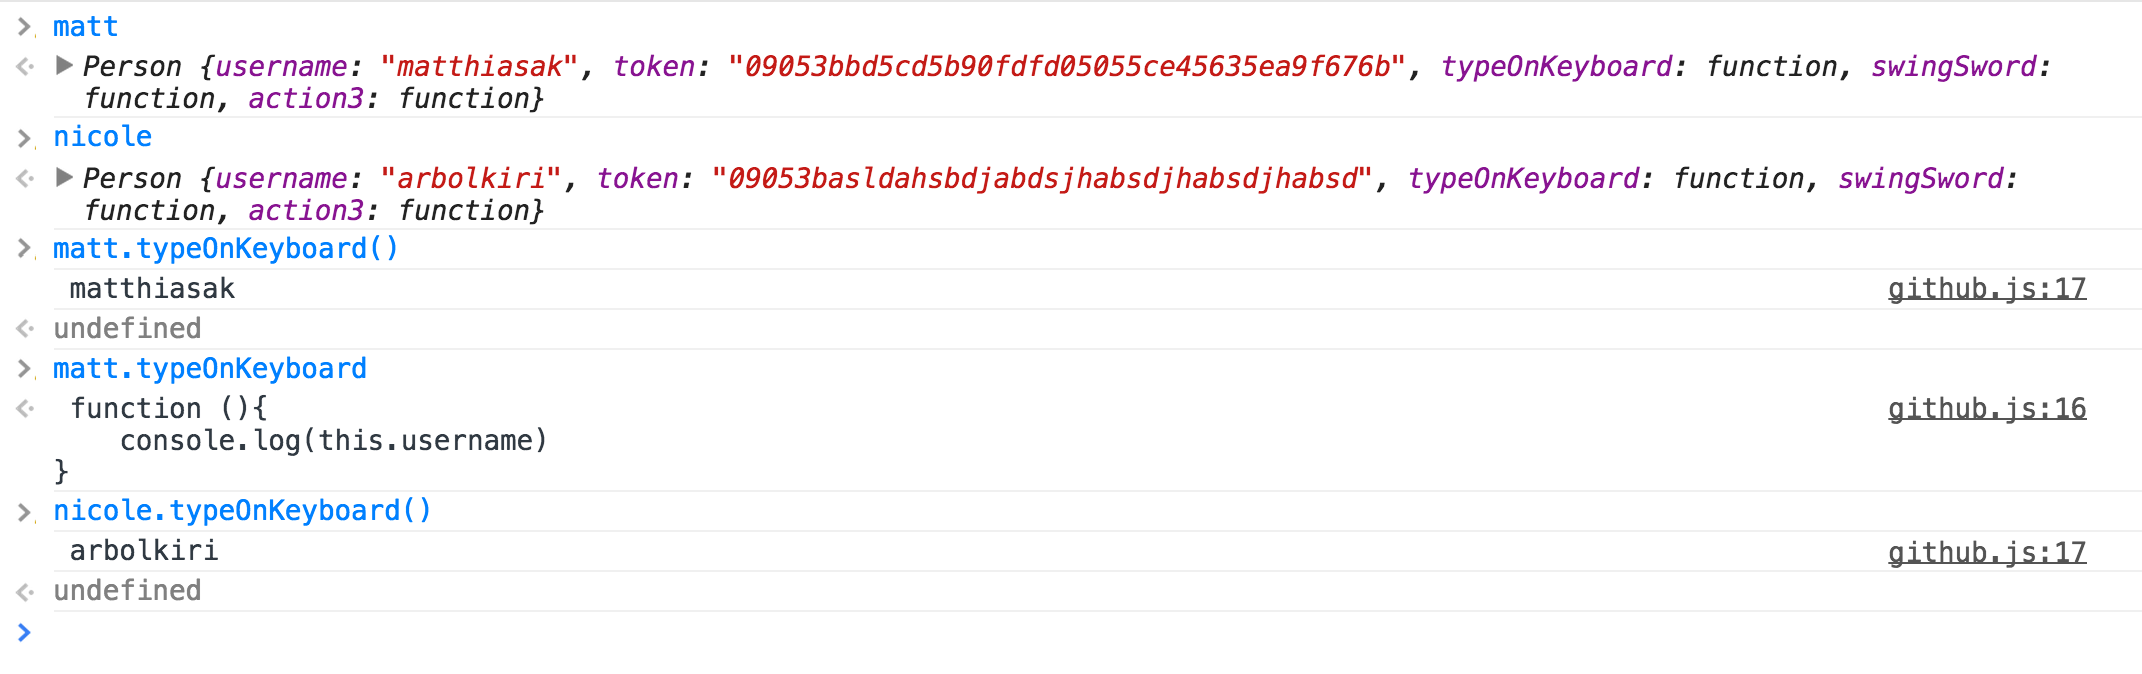 matt
Person {username: "matthiasak", token: "09053bbd5cd5b90fdfd05055ce45635ea9f676b", typeOnKeyboard: function, swingSword:
function, action3: function}
nicole
Person {username: "arbolkiri", token: "09053basldahsbdjabdsjhabsdjhabsdjhabsd", typeOnKeyboard: function, swingSword:
function, action3: function}
matt.typeOnKeyboard()
matthiasak github.js:17
undefined
matt.typeOnKeyboard
function (){ github.js:16
console.log(this.username)
}
nicole.typeOnKeyboard()
arbolkiri github.js:17
undefined